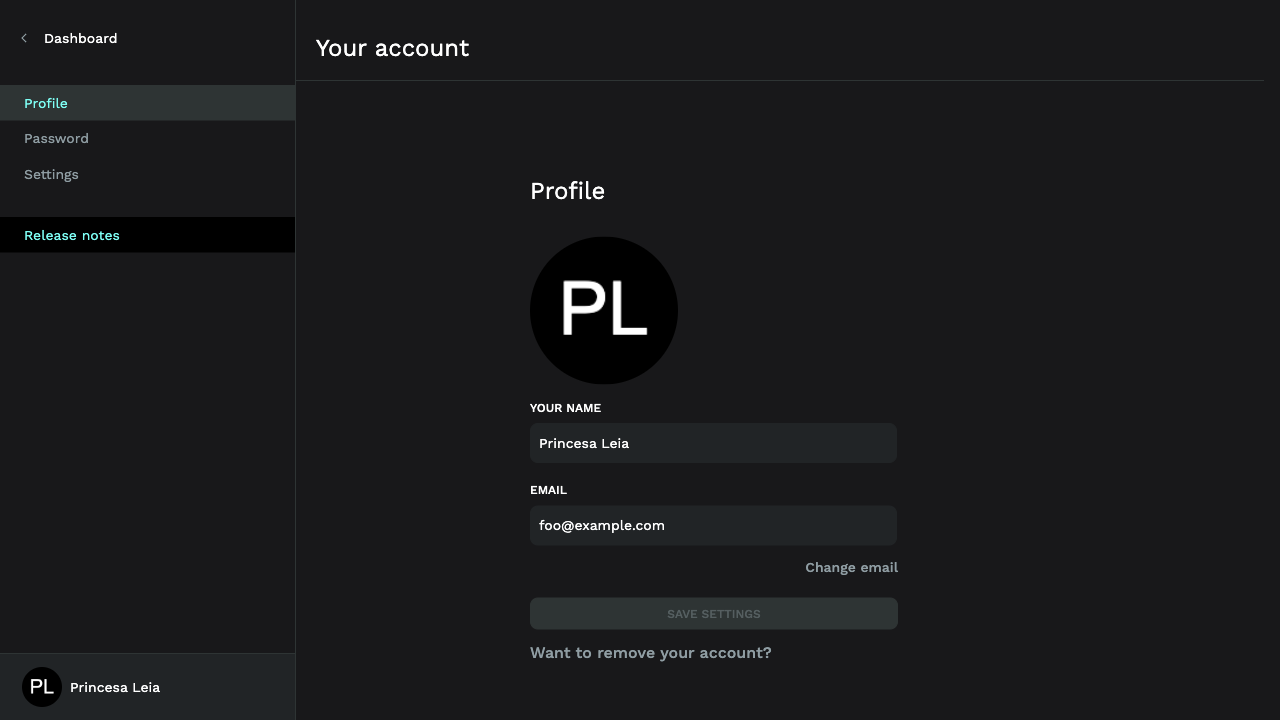 Dashboard
Profile
Password
Settings
Release notes
PL Princesa Leia
Your account
Profile
PL
YOUR NAME
Princesa Leia
EMAIL
foo@example.com
Change email
SAVE SETTINGS
Want to remove your account?